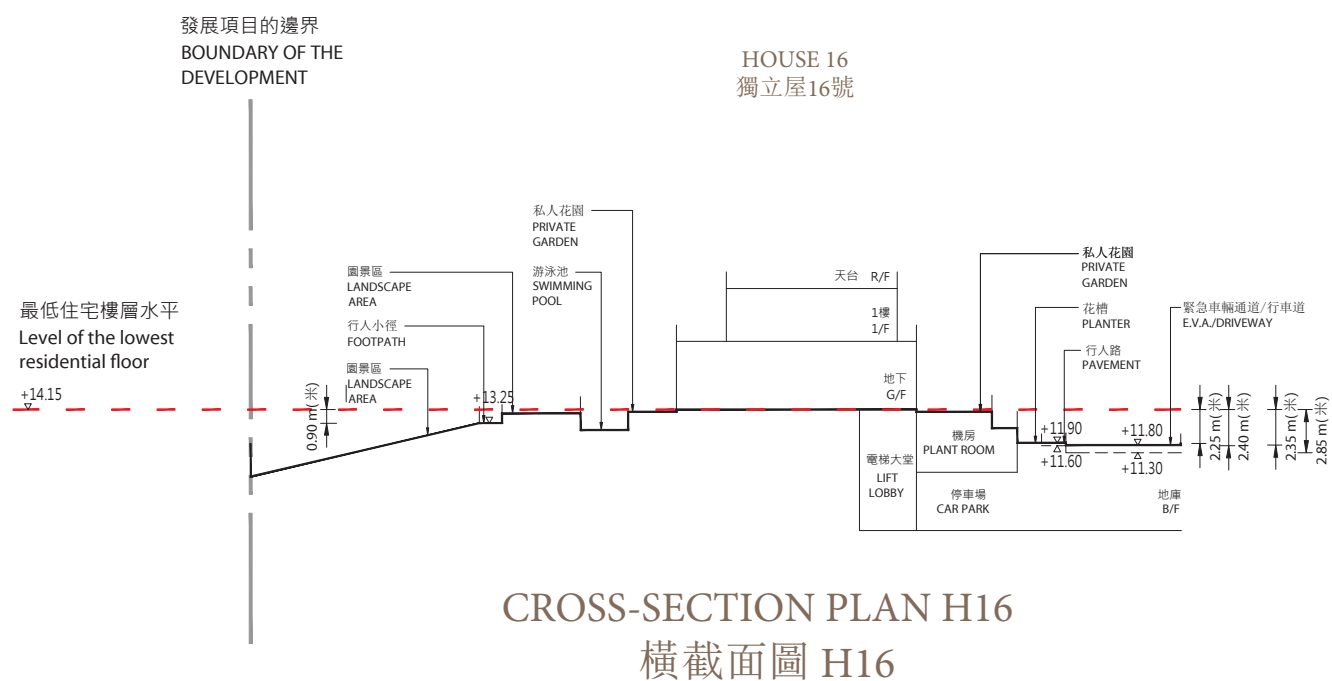 發展項目的邊界
BOUNDARY OF THE
DEVELOPMENT
HOUSE 16
獨立屋16號
私人花園
PRIVATE
GARDEN
園景區
LANDSCAPE
AREA
游泳池
SWIMMING
POOL
天台 R/F
私人花園
PRIVATE
GARDEN
最低住宅樓層水平
Level of the lowest
residential floor
行人小徑
FOOTPATH
1樓
1/F
花槽
PLANTER
緊急車輛通道/行車道
E.V.A./DRIVEWAY
行人路
PAVEMENT
園景區
LANDSCAPE
AREA
地下
G/F
+14.15
+13.25
0.90 m(米)
機房
PLANT ROOM
+11.90
+11.60
+11.80
+11.30
2.25 m(米)
2.40 m(米)
2.35 m(米)
2.85 m(米)
電梯大堂
LIFT
LOBBY
停車場
CAR PARK
地庫
B/F
CROSS-SECTION PLAN H16
橫截面圖 H16